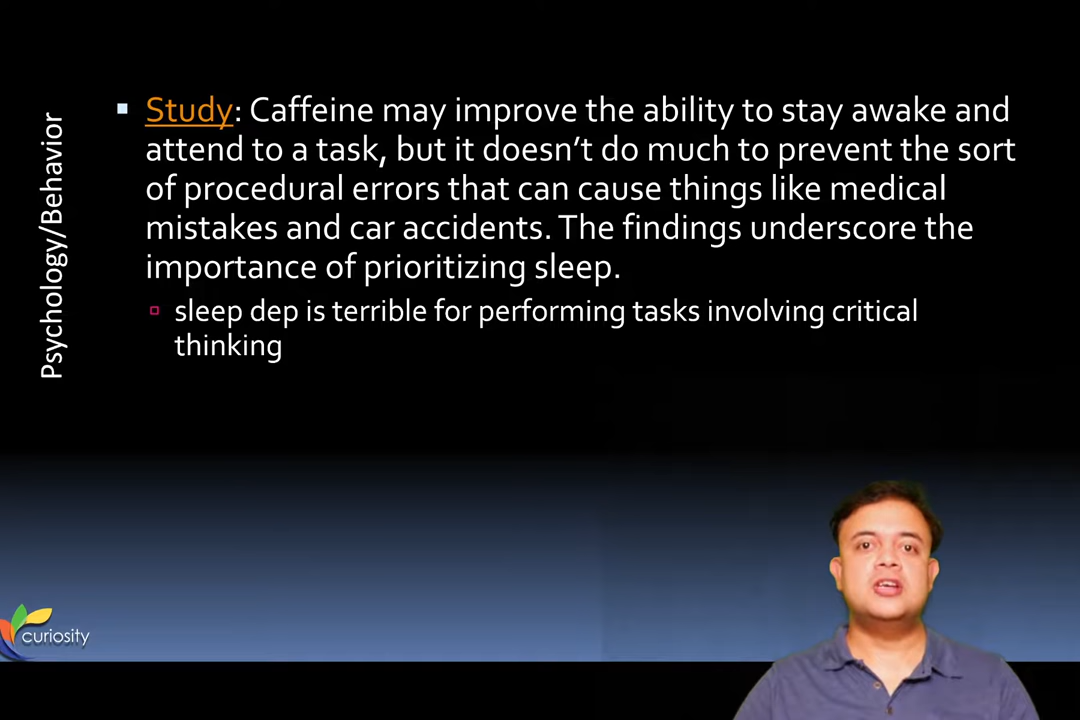 Psychology/Behavior
Study: Caffeine may improve the ability to stay awake and
attend to a task, but it doesn't do much to prevent the sort
of procedural errors that can cause things like medical
mistakes and car accidents. The findings underscore the
importance of prioritizing sleep.
sleep dep is terrible for performing tasks involving critical
thinking
curiosity